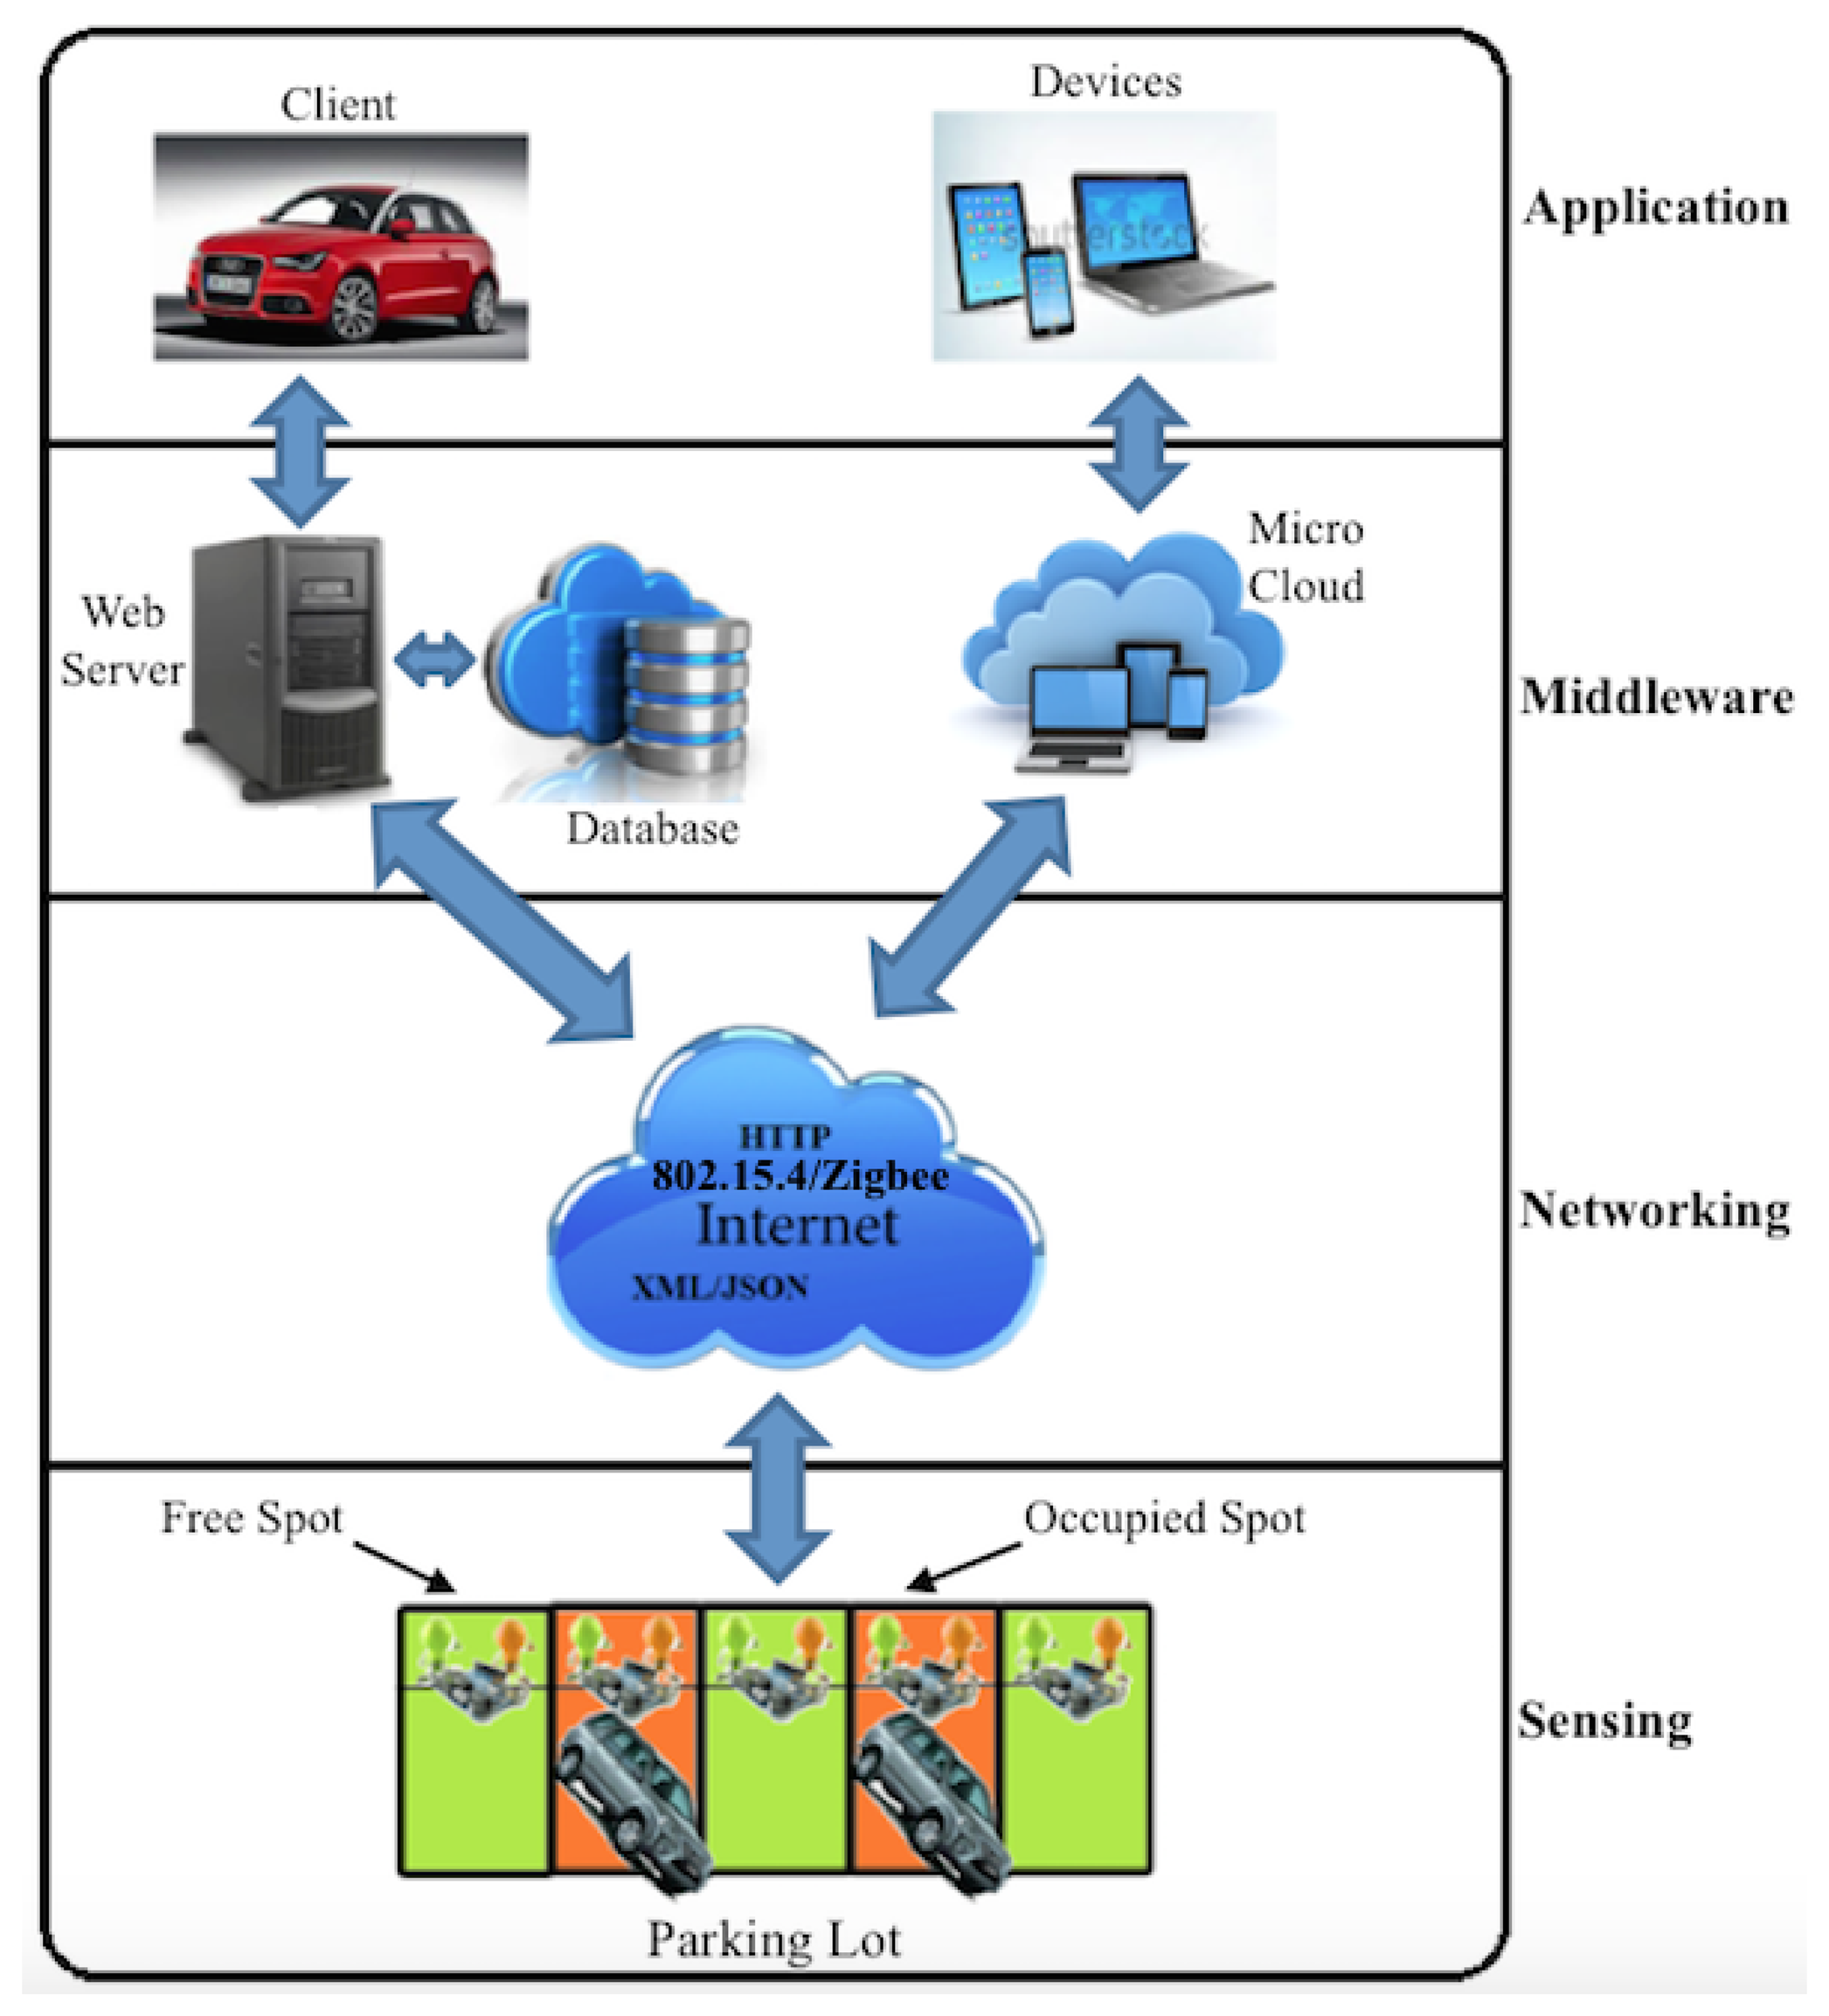 Client
Devices
shutterstock
Application
Micro
Cloud
Web
Server
Database
Middleware
HTTP
802.15.4/Zigbee
Internet
XML/JSON
Networking
Free Spot
Occupied Spot
Sensing
Parking Lot